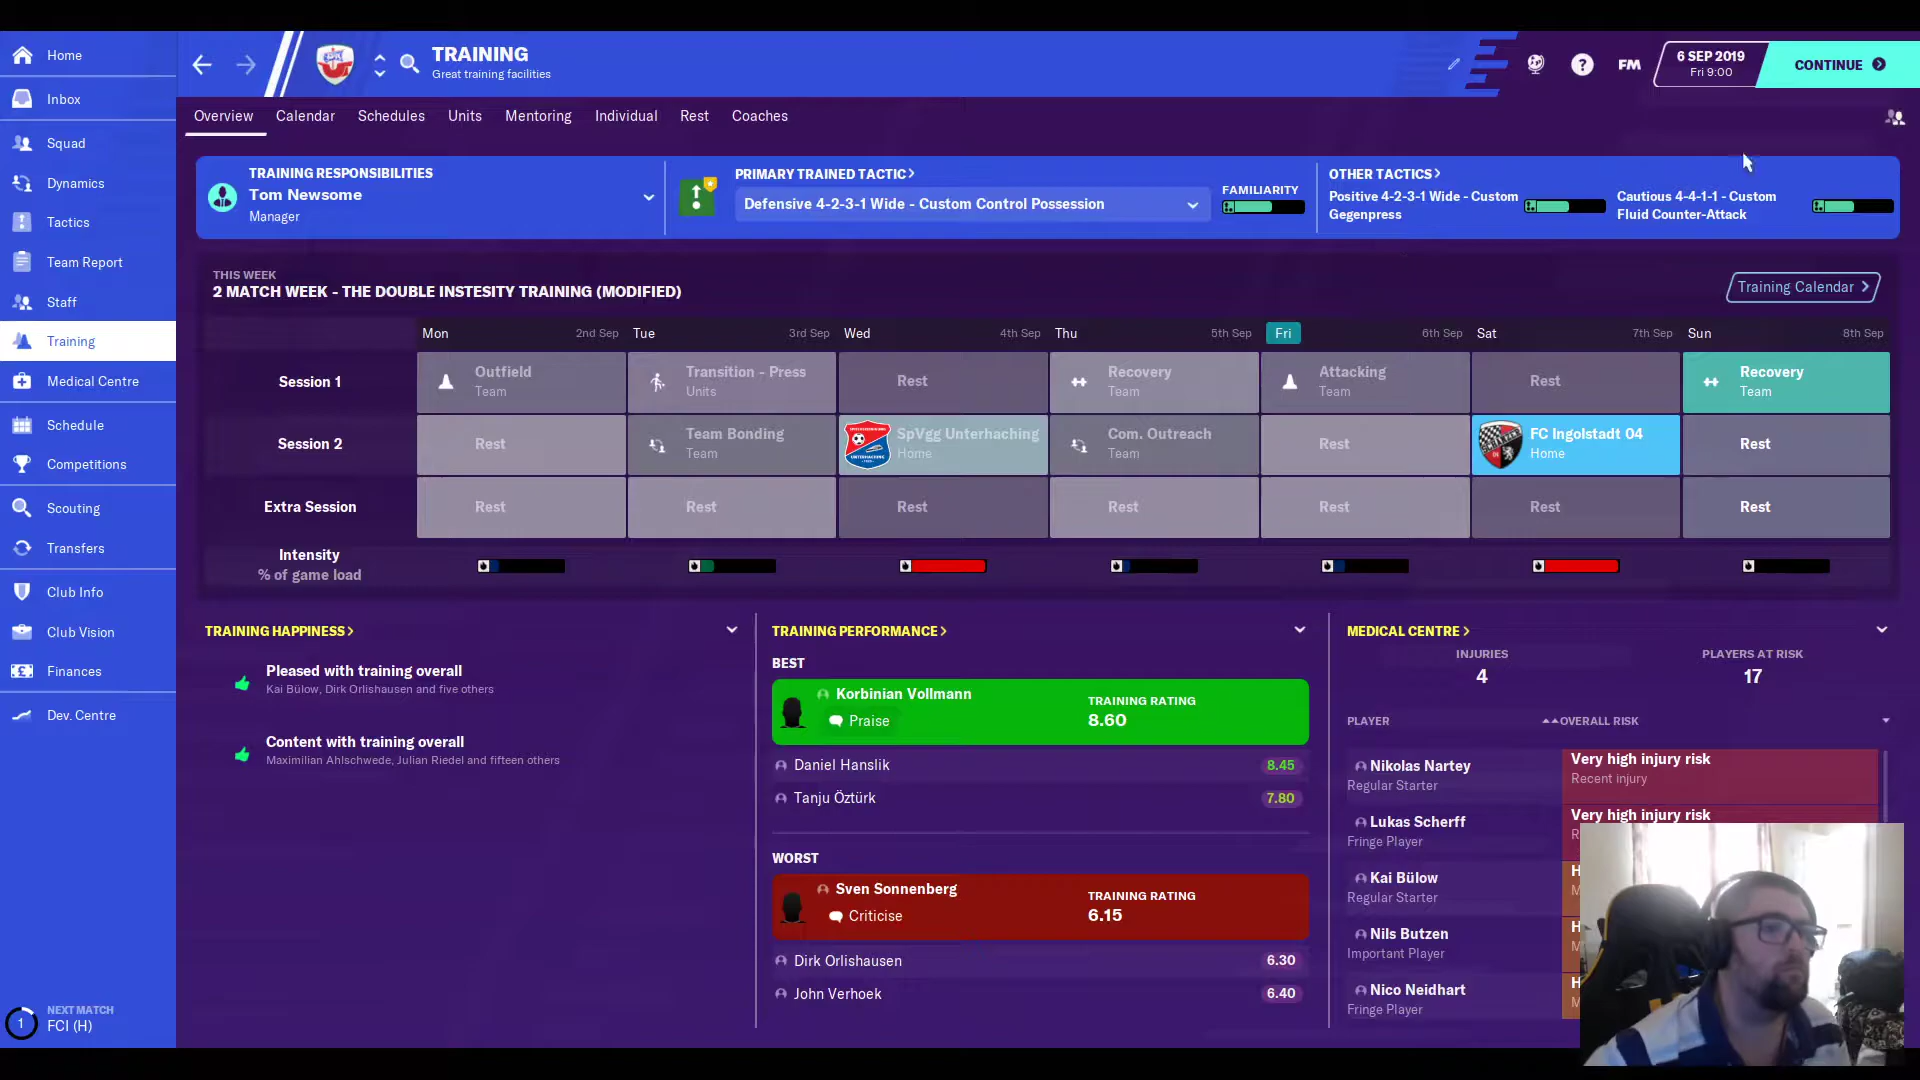 Home
Inbox
Squad
Dynamics
Tactics
Team Report
Staff
Training
Medical Centre
Schedule
Competitions
Scouting
Transfers
Club Info
Club Vision
Finances
Dev. Centre
1 NEXT MATCH
FCI (H)
TRAINING
Great training facilities
? FM
6 SEP 2019
Fri 9:00
CONTINUE
Overview Calendar Schedules Units Mentoring Individual Rest Coaches
TRAINING RESPONSIBILITIES
Tom Newsome
Manager
PRIMARY TRAINED TACTIC
Defensive 4-2-3-1 Wide - Custom Control Possession
FAMILIARITY
OTHER TACTICS
Positive 4-2-3-1 Wide - Custom
Gegenpress
Cautious 4-4-1-1 - Custom
Fluid Counter-Attack
THIS WEEK
2 MATCH WEEK - THE DOUBLE INSTESITY TRAINING (MODIFIED)
Training Calendar
Mon 2nd Sep Tue 3rd Sep Wed 4th Sep Thu 5th Sep Fri 6th Sep Sat 7th Sep Sun 8th Sep
Session 1
Outfield
Team
Transition - Press
Units
Rest
Recovery
Team
Attacking
Team
Rest
Recovery
Team
Session 2
Rest
Team Bonding
Team
SpVgg Unterhaching
Home
Com. Outreach
Team
Rest
FC Ingolstadt 04
Home
Rest
Extra Session
Rest Rest Rest Rest Rest Rest Rest
Intensity
% of game load
TRAINING HAPPINESS
Pleased with training overall
Kai Bülow, Dirk Orlishausen and five others
Content with training overall
Maximilian Ahlschwede, Julian Riedel and fifteen others
TRAINING PERFORMANCE
BEST
Korbinian Vollmann
Praise
TRAINING RATING
8.60
Daniel Hanslik 8.45
Tanju Öztürk 7.80
WORST
Sven Sonnenberg
Criticise
TRAINING RATING
6.15
Dirk Orlishausen 6.30
John Verhoek 6.40
MEDICAL CENTRE
INJURIES
4
PLAYERS AT RISK
17
PLAYER OVERALL RISK
Nikolas Nartey
Regular Starter
Very high injury risk
Recent injury
Lukas Scherff
Fringe Player
Very high injury risk
Kai Bülow
Regular Starter
Nils Butzen
Important Player
Nico Neidhart
Fringe Player